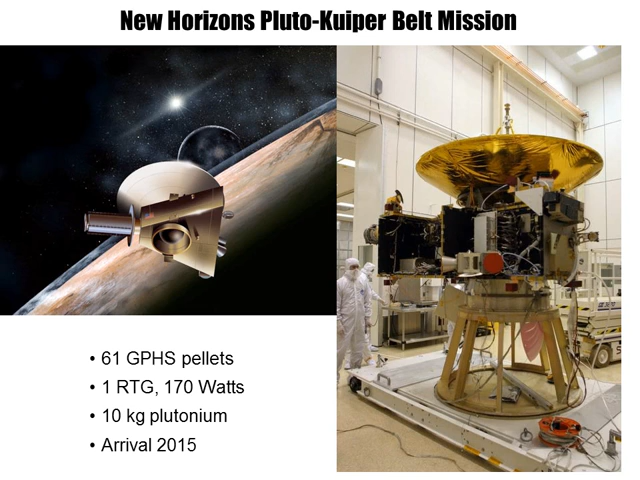 New Horizons Pluto-Kuiper Belt Mission
• 61 GPHS pellets
• 1 RTG, 170 Watts
• 10 kg plutonium
• Arrival 2015